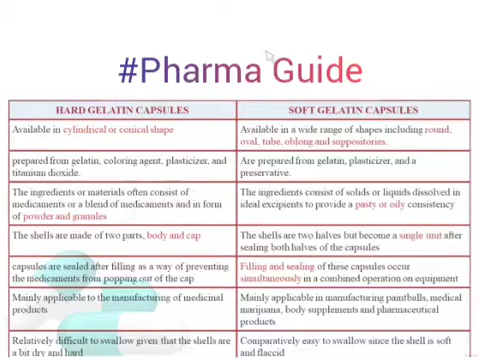 #Pharma Guide
HARD GELATIN CAPSULES
SOFT GELATIN CAPSULES
Available in cylindrical or conical shape
Available in a wide range of shapes including round,
oval, tube, oblong and suppositories.
prepared from gelatin, coloring agent, plasticizer, and
titanium dioxide.
Are prepared from gelatin, plasticizer, and a
preservative.
The ingredients or materials often consist of
medicaments or a blend of medicaments and in form
of powder and granules
The ingredients consist of solids or liquids dissolved in
ideal excipients to provide a pasty or oily consistency
The shells are made of two parts, body and cap
The shells are two halves but become a single unit after
sealing both halves of the capsules
capsules are sealed after filling as a way of preventing
the medicaments from popping out of the cap
Filling and sealing of these capsules occur
simultaneously in a combined operation on equipment
Mainly applicable to the manufacturing of medicinal
products
Mainly applicable in manufacturing paintballs, medical
marijuana, body supplements and pharmaceutical
products
Relatively difficult to swallow given that the shells are
a bit dry and hard
Comparatively easy to swallow since the shell is soft
and flaccid